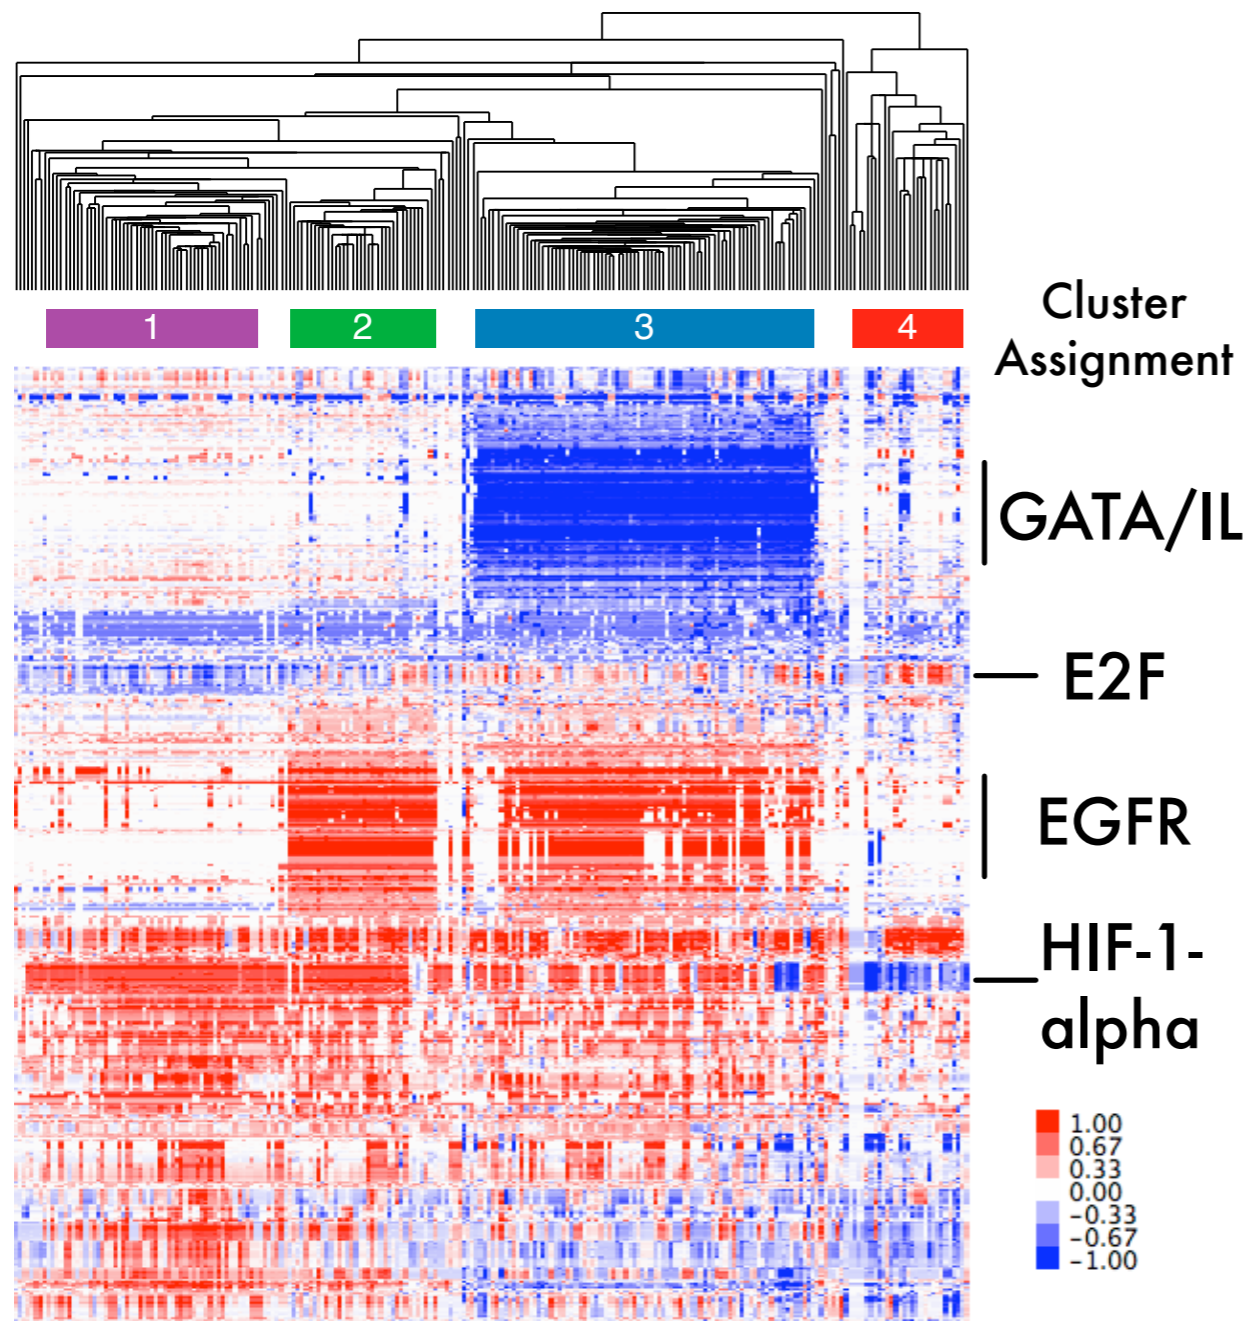 1 2 3 4
Cluster
Assignment
GATA/IL
E2F
EGFR
HIF-1-
alpha
1.00
0.67
0.33
0.00
-0.33
-0.67
-1.00